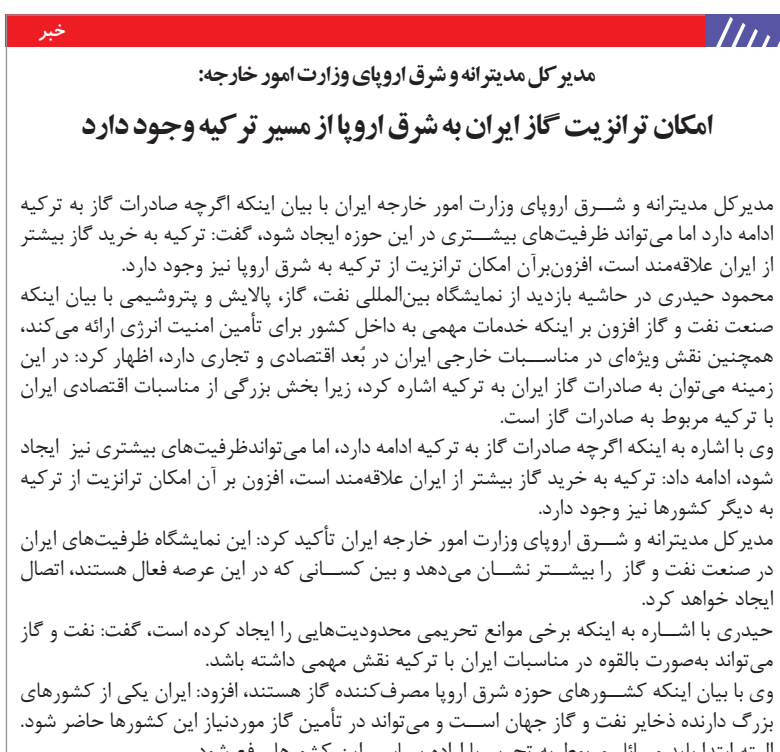 خبر
مدیر کل مدیترانه و شرق اروپای وزارت امور خارجه:
امکان ترانزیت گاز ایران به شرق اروپا از مسیر ترکیه وجود دارد
مدیرکل مدیترانه و شـــرق اروپای وزارت امور خارجه ایران با بیان اینکه اگرچه صادرات گاز به ترکیه
ادامه دارد اما می‌تواند ظرفیت‌های بیشـــتری در این حوزه ایجاد شود، گفت: ترکیه به خرید گاز بیشتر
از ایران علاقه‌مند است، افزون‌برآن امکان ترانزیت از ترکیه به شرق اروپا نیز وجود دارد.
محمود حیدری در حاشیه بازدید از نمایشگاه بین‌المللی نفت، گاز، پالایش و پتروشیمی با بیان اینکه
صنعت نفت و گاز افزون بر اینکه خدمات مهمی به داخل کشور برای تأمین امنیت انرژی ارائه می‌کند،
همچنین نقش ویژه‌ای در مناســـبات خارجی ایران در بُعد اقتصادی و تجاری دارد، اظهار کرد: در این
زمینه می‌توان به صادرات گاز ایران به ترکیه اشاره کرد، زیرا بخش بزرگی از مناسبات اقتصادی ایران
با ترکیه مربوط به صادرات گاز است.
وی با اشاره به اینکه اگرچه صادرات گاز به ترکیه ادامه دارد، اما می‌تواندظرفیت‌های بیشتری نیز ایجاد
شود، ادامه داد: ترکیه به خرید گاز بیشتر از ایران علاقه‌مند است، افزون بر آن امکان ترانزیت از ترکیه
به دیگر کشورها نیز وجود دارد.
مدیرکل مدیترانه و شـــرق اروپای وزارت امور خارجه ایران تأکید کرد: این نمایشگاه ظرفیت‌های ایران
در صنعت نفت و گاز را بیشـــتر نشـــان می‌دهد و بین کســـانی که در این عرصه فعال هستند، اتصال
ایجاد خواهد کرد.
حیدری با اشـــاره به اینکه برخی موانع تحریمی محدودیت‌هایی را ایجاد کرده است، گفت: نفت و گاز
می‌تواند به‌صورت بالقوه در مناسبات ایران با ترکیه نقش مهمی داشته باشد.
وی با بیان اینکه کشـــورهای حوزه شرق اروپا مصرف‌کننده گاز هستند، افزود: ایران یکی از کشورهای
بزرگ دارنده ذخایر نفت و گاز جهان اســـت و می‌تواند در تأمین گاز موردنیاز این کشورها حاضر شود.